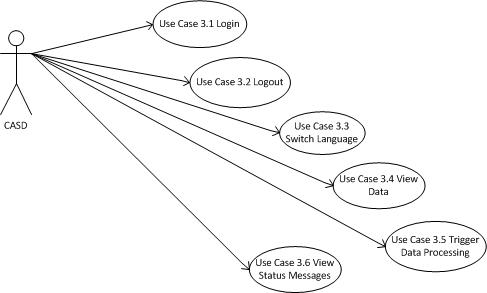 Use Case 3.1 Login
Use Case 3.2 Logout
CASD
Use Case 3.3
Switch Language
Use Case 3.4 View
Data
Use Case 3.5 Trigger
Data Processing
Use Case 3.6 View
Status Messages